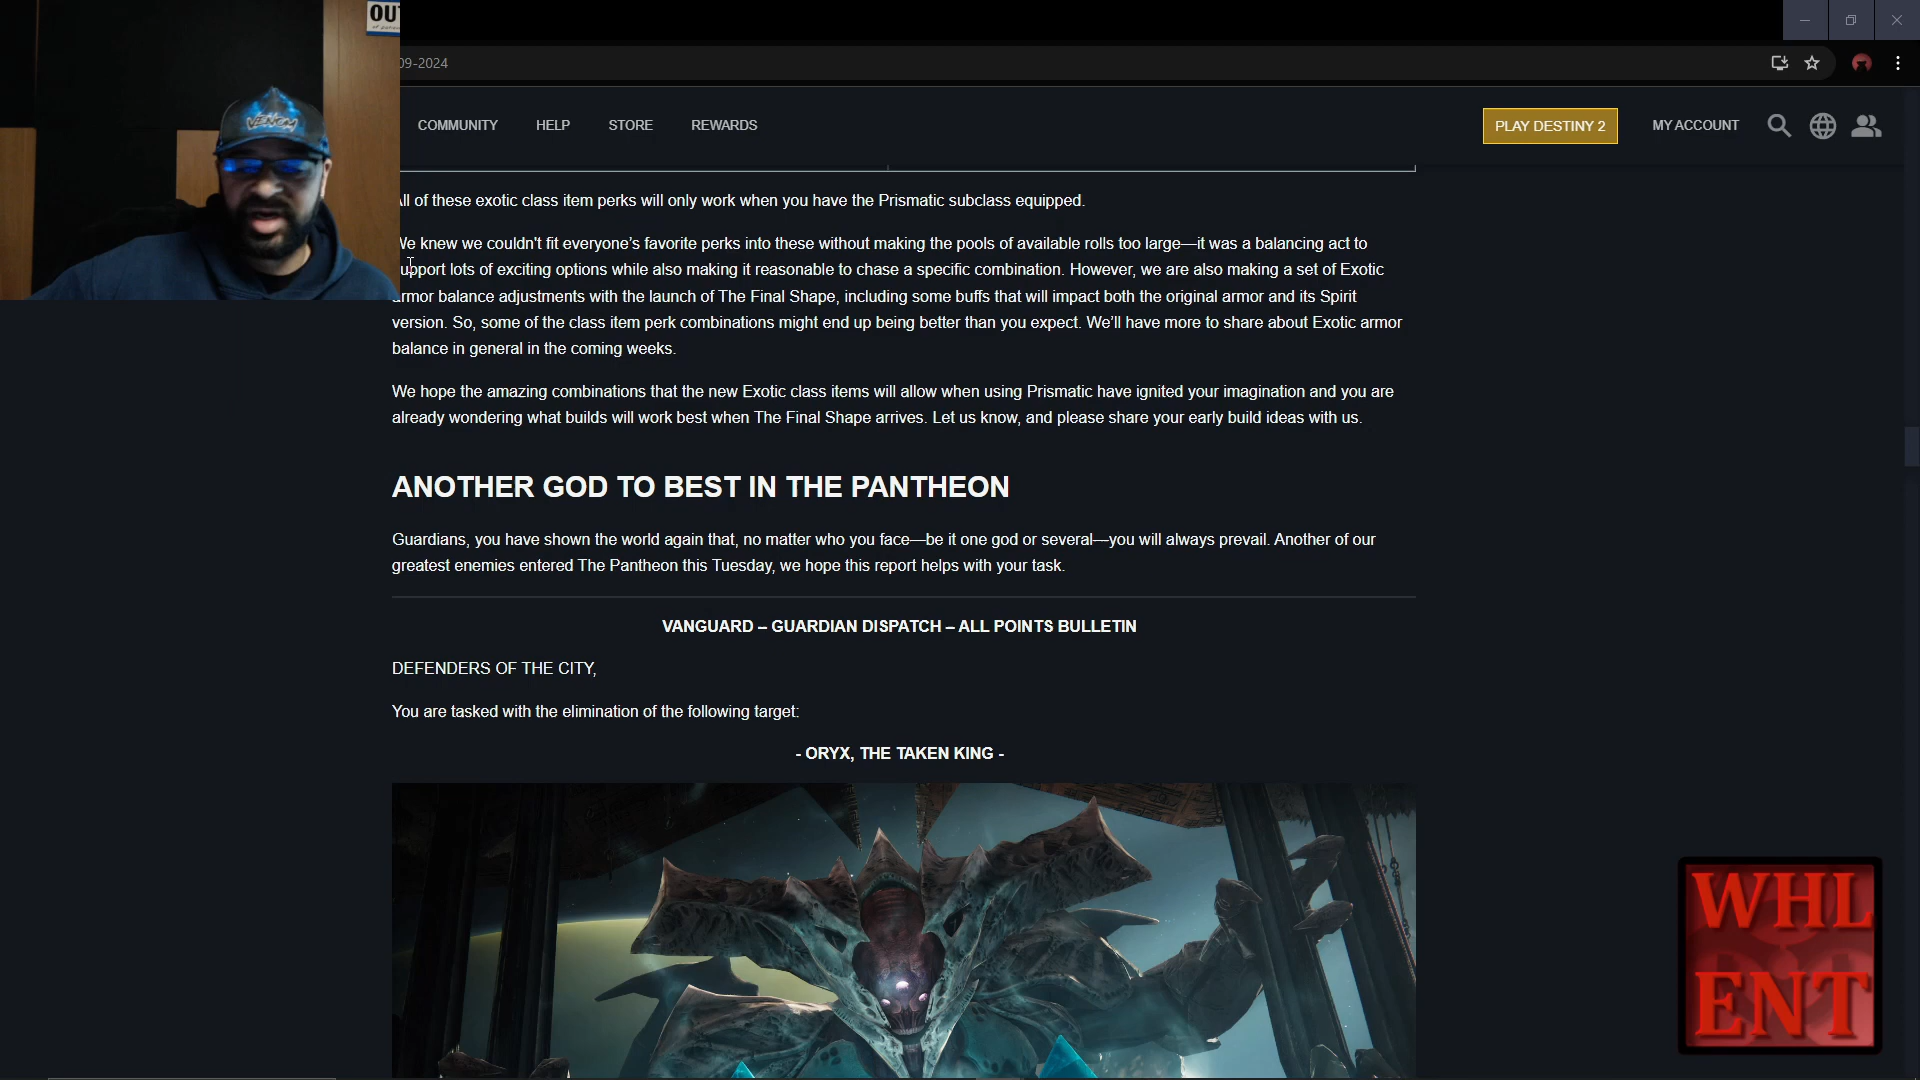 OU
09-2024
VENOM
COMMUNITY HELP STORE REWARDS PLAY DESTINY 2 MY ACCOUNT
All of these exotic class item perks will only work when you have the Prismatic subclass equipped.
We knew we couldn't fit everyone's favorite perks into these without making the pools of available rolls too large—it was a balancing act to
support lots of exciting options while also making it reasonable to chase a specific combination. However, we are also making a set of Exotic
armor balance adjustments with the launch of The Final Shape, including some buffs that will impact both the original armor and its Spirit
version. So, some of the class item perk combinations might end up being better than you expect. We'll have more to share about Exotic armor
balance in general in the coming weeks.
We hope the amazing combinations that the new Exotic class items will allow when using Prismatic have ignited your imagination and you are
already wondering what builds will work best when The Final Shape arrives. Let us know, and please share your early build ideas with us.
ANOTHER GOD TO BEST IN THE PANTHEON
Guardians, you have shown the world again that, no matter who you face—be it one god or several—you will always prevail. Another of our
greatest enemies entered The Pantheon this Tuesday, we hope this report helps with your task.
VANGUARD – GUARDIAN DISPATCH – ALL POINTS BULLETIN
DEFENDERS OF THE CITY,
You are tasked with the elimination of the following target:
- ORYX, THE TAKEN KING -
WHL
ENT